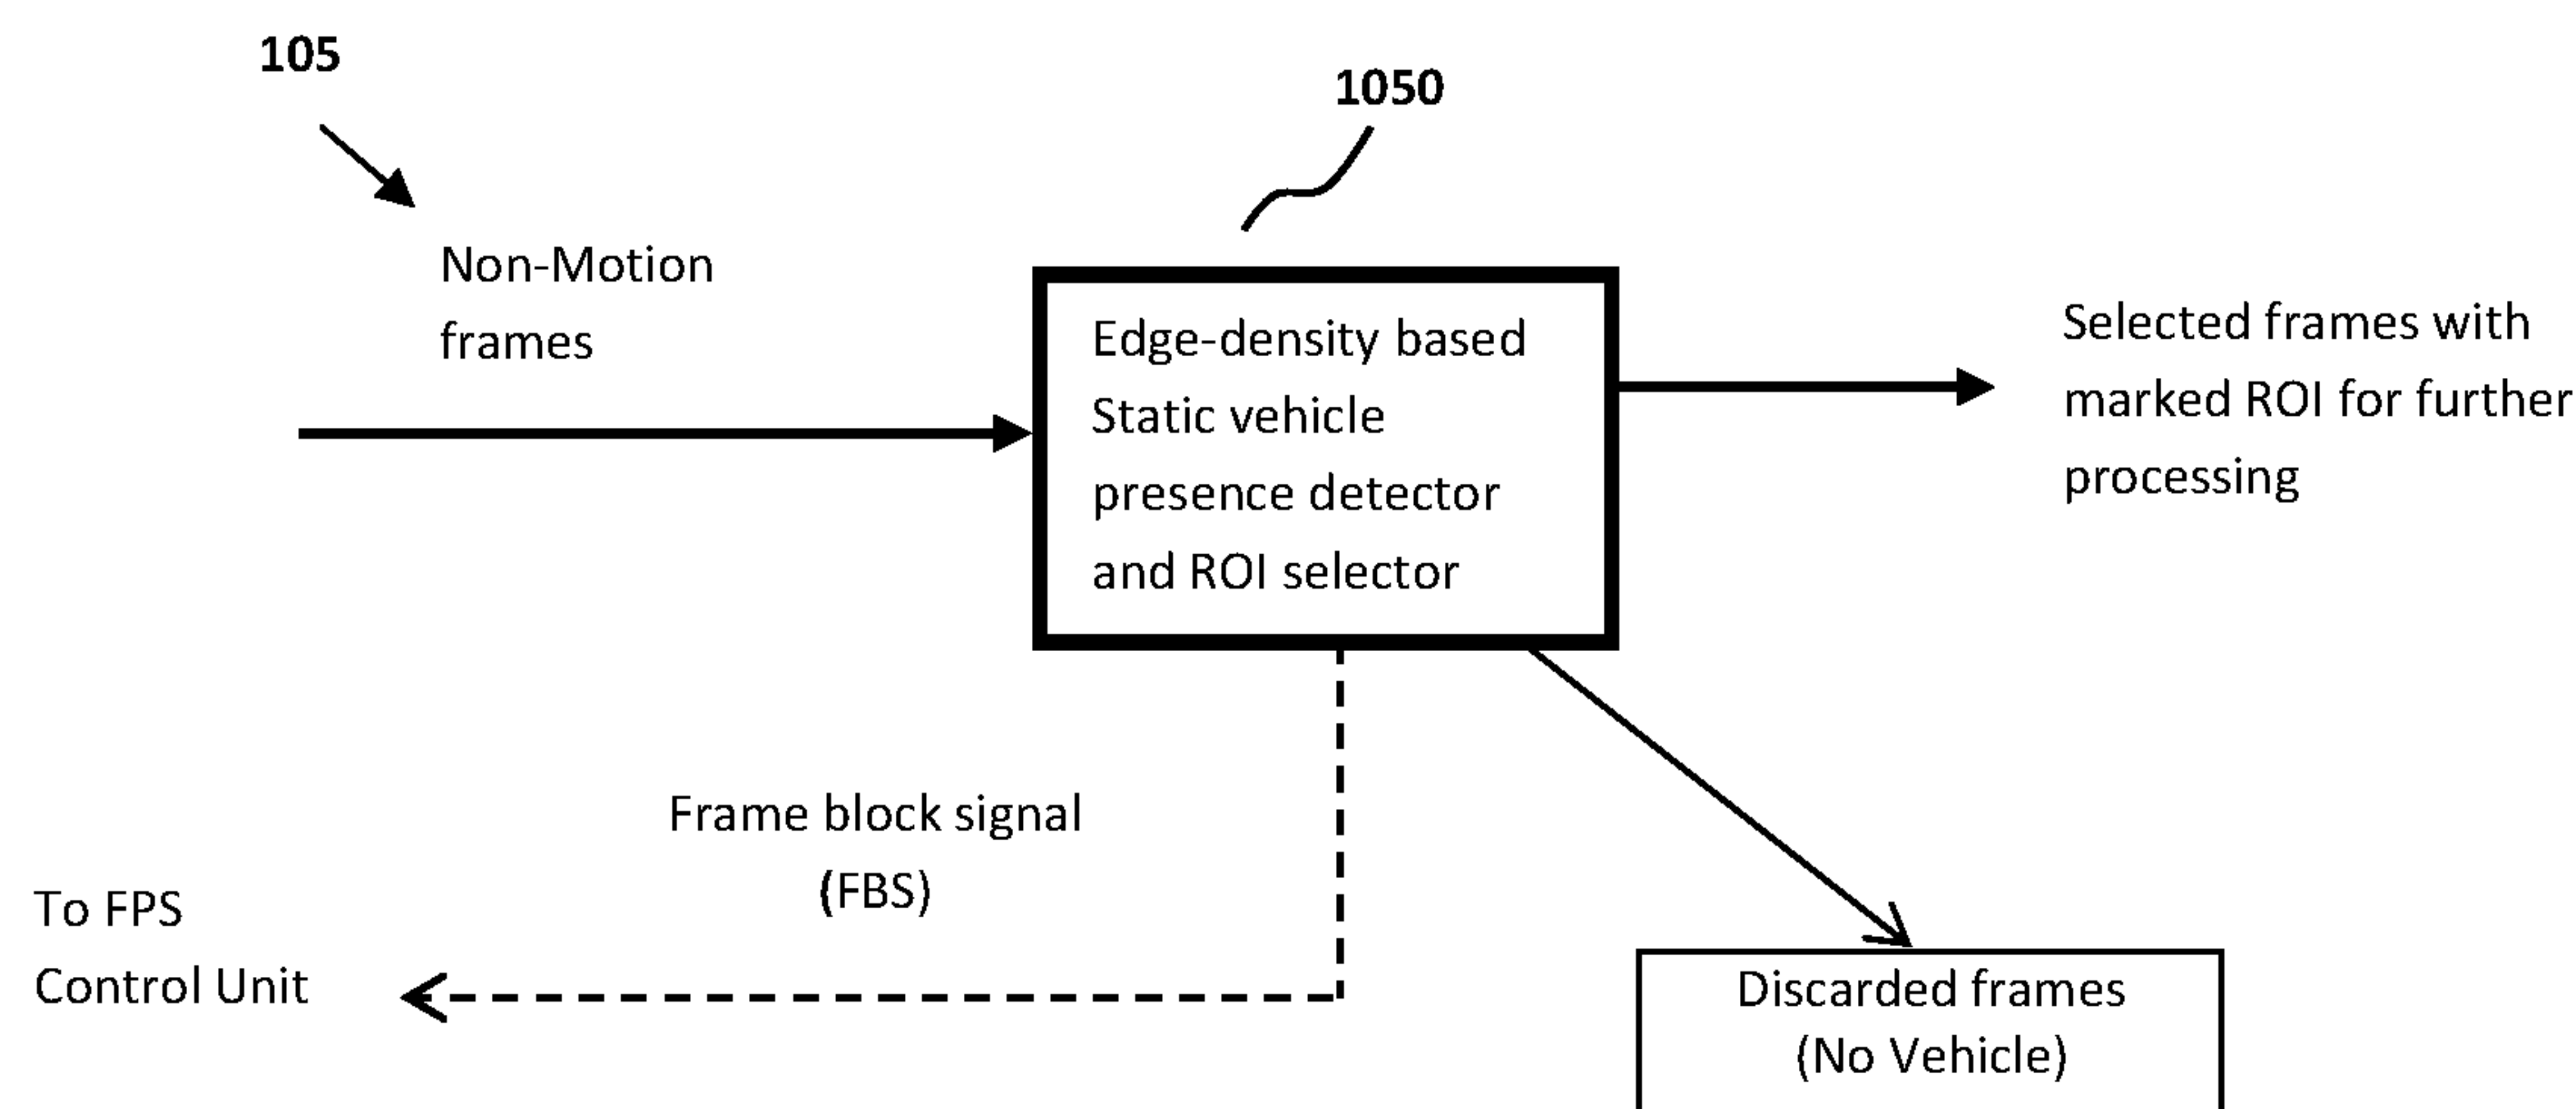 105
1050
Non-Motion
frames
Edge-density based
Static vehicle
presence detector
and ROI selector
Selected frames with
marked ROI for further
processing
Frame block signal
(FBS)
To FPS
Control Unit
Discarded frames
(No Vehicle)